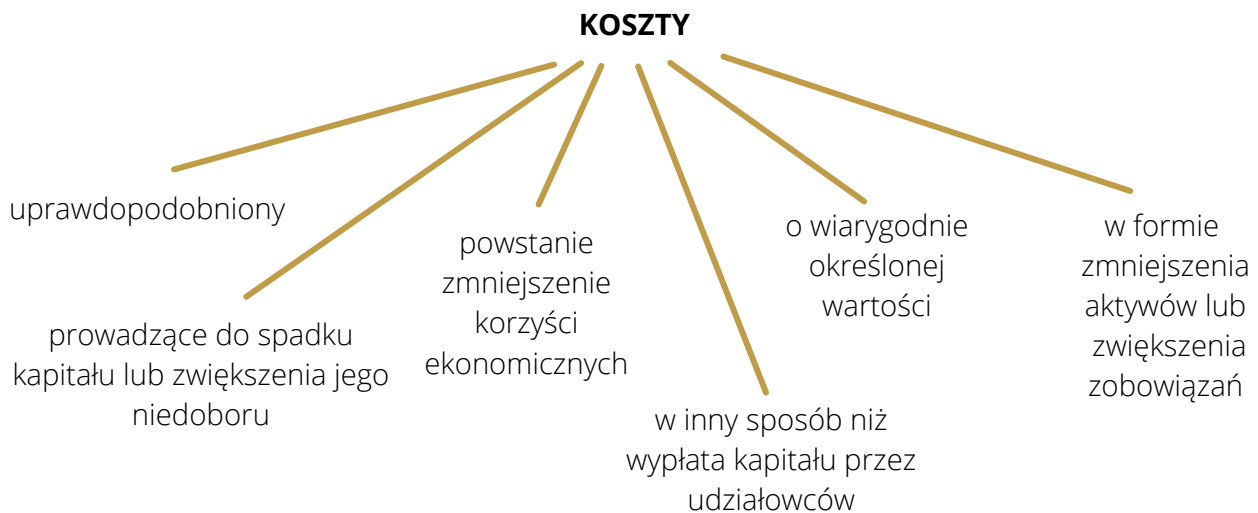 KOSZTY
uprawdopodobniony
prowadzące do spadku
kapitału lub zwiększenia jego
niedoboru
powstanie
zmniejszenie
korzyści
ekonomicznych
w inny sposób niż
wypłata kapitału przez
udziałowców
o wiarygodnie
określonej
wartości
w formie
zmniejszenia
aktywów lub
zwiększenia
zobowiązań